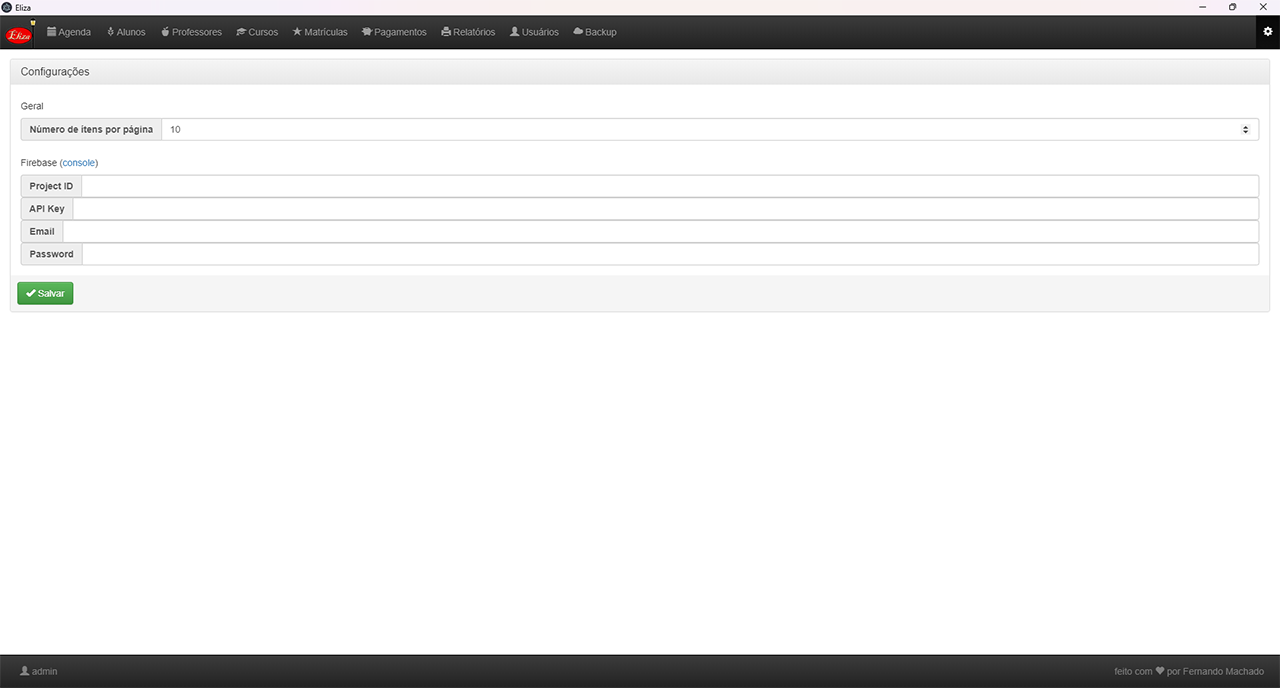 Eliza
Eliza Agenda Alunos Professores Cursos Matrículas Pagamentos Relatórios Usuários Backup
Configurações
Geral
Número de itens por página 10
Firebase (console)
Project ID
API Key
Email
Password
Salvar
admin feito com ❤ por Fernando Machado